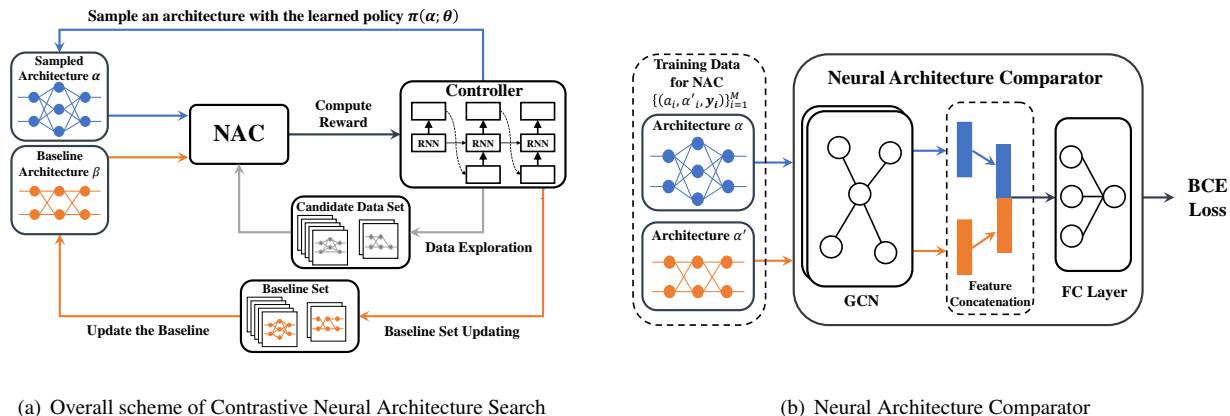 Sample an architecture with the learned policy π(α; θ)
Sampled
Architecture α
Baseline
Architecture β
NAC
Compute
Reward
Controller
RNN
RNN
RNN
Candidate Data Set
Data Exploration
Baseline Set
Update the Baseline
Baseline Set Updating
(a) Overall scheme of Contrastive Neural Architecture Search
Training Data
for NAC
{(a_i, α'_i, y_i)}_{i=1}^M
Architecture α
Architecture α'
Neural Architecture Comparator
GCN
Feature
Concatenation
FC Layer
BCE
Loss
(b) Neural Architecture Comparator